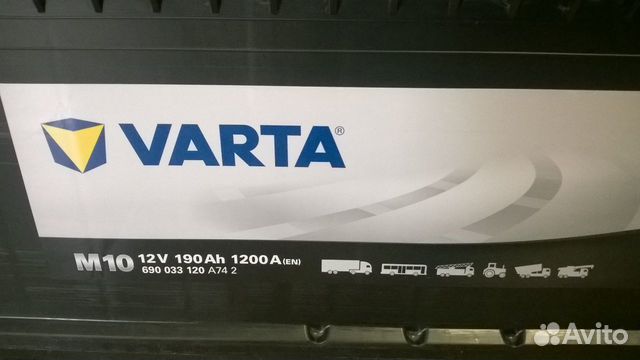 VARTA®
M10 12V 190Ah 1200A(EN)
690 033 120 A74 2
Avito